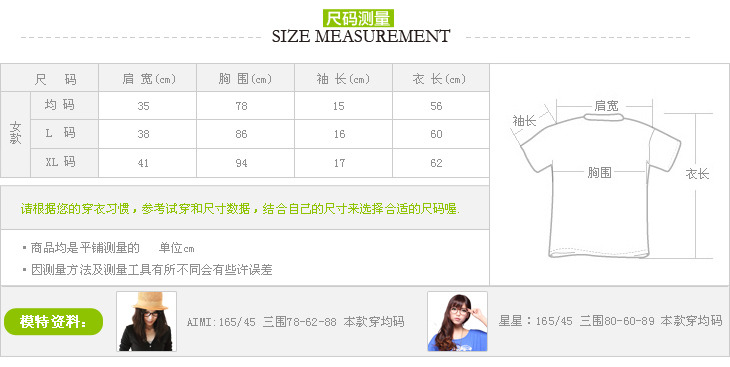 尺码测量
SIZE MEASUREMENT
尺 码 肩 宽(cm) 胸 围(cm) 袖 长(cm) 衣 长(cm)
女款
均 码 35 78 15 56
L 码 38 86 16 60
XL 码 41 94 17 62
肩宽
袖长
胸围
衣长
请根据您的穿衣习惯，参考试穿和尺寸数据，结合自己的尺寸来选择合适的尺码喔.
·商品均是平铺测量的 单位cm
·因测量方法及测量工具有所不同会有些许误差
模特资料：
AIMI:165/45 三围78-62-88 本款穿均码
星星：165/45 三围80-60-89 本款穿均码